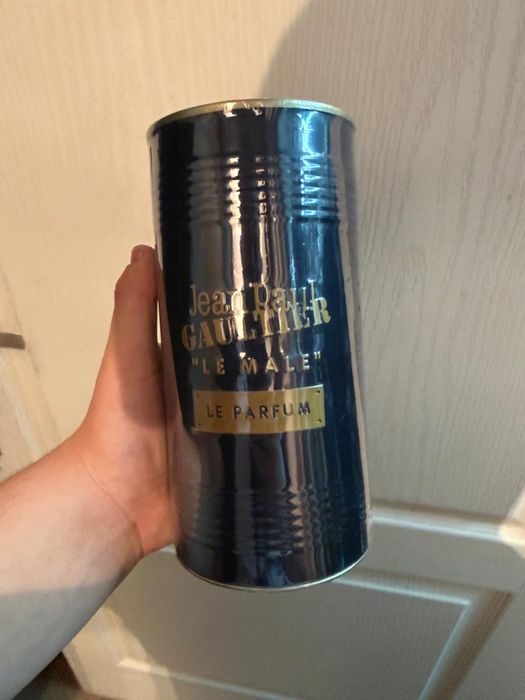 Jean Paul
GAULTIER
"LE MALE"
LE PARFUM